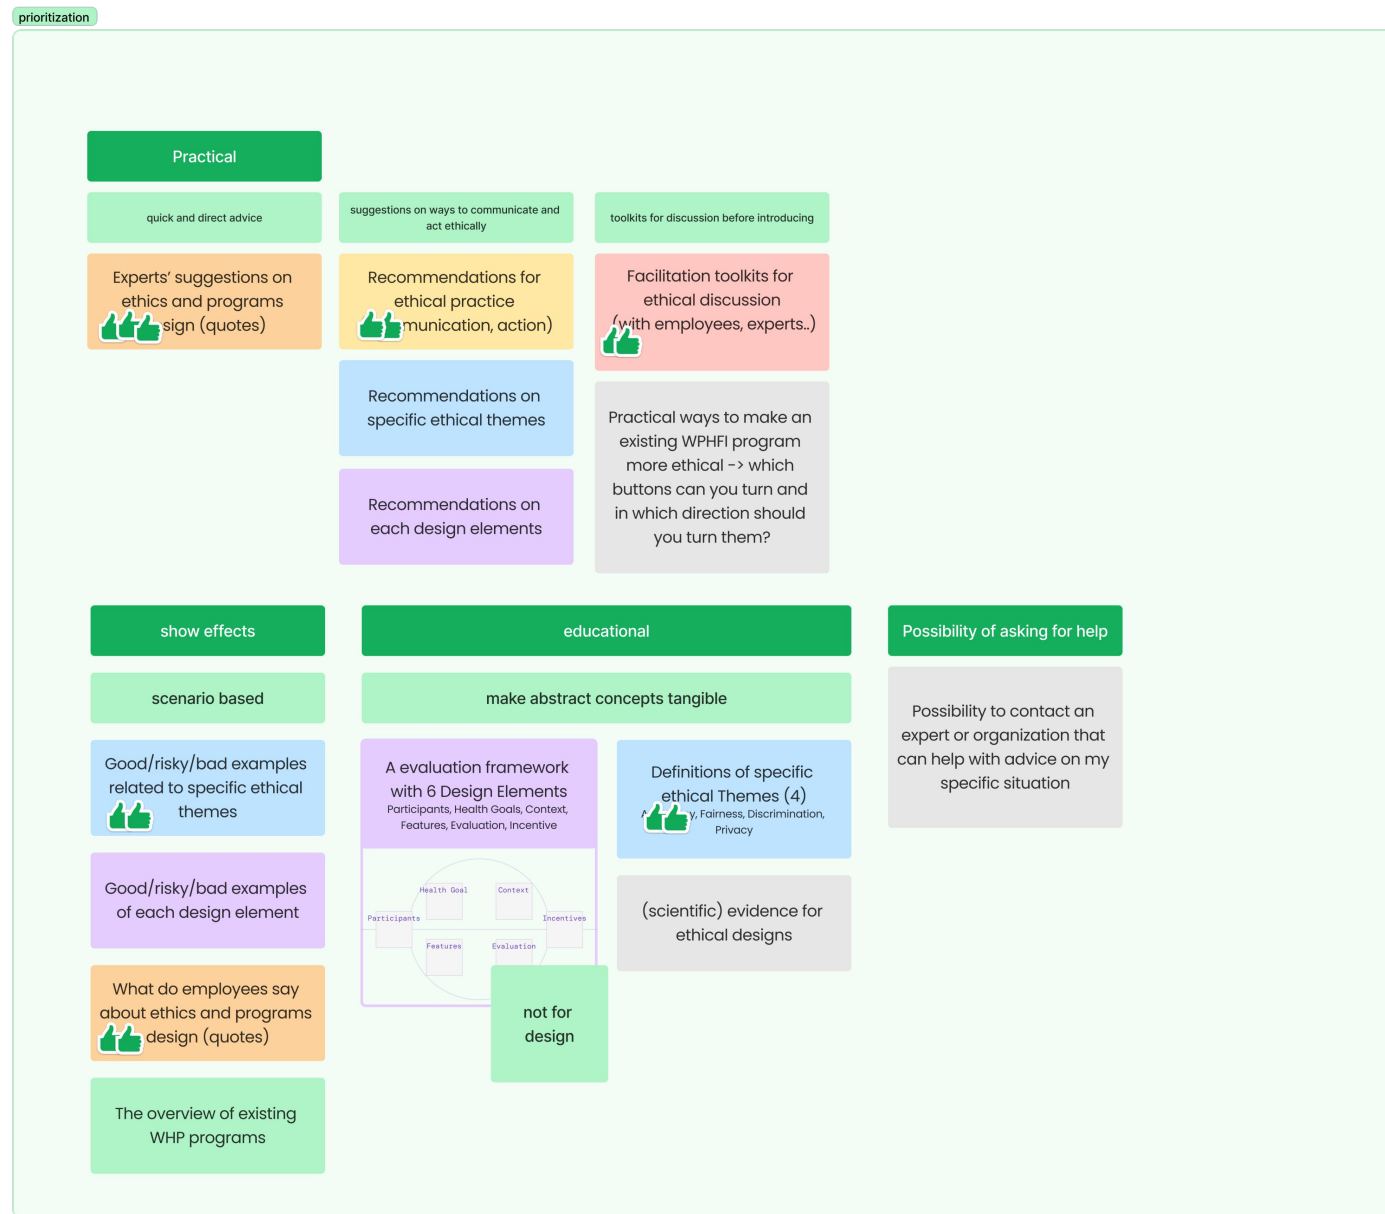 prioritization
Practical
quick and direct advice
suggestions on ways to communicate and
act ethically
toolkits for discussion before introducing
Experts’ suggestions on
ethics and programs
sign (quotes)
Recommendations for
ethical practice
munication, action)
Recommendations on
specific ethical themes
Recommendations on
each design elements
Facilitation toolkits for
ethical discussion
(with employees, experts..)
Practical ways to make an
existing WPHFI program
more ethical -> which
buttons can you turn and
in which direction should
you turn them?
show effects
scenario based
Good/risky/bad examples
related to specific ethical
themes
Good/risky/bad examples
of each design element
What do employees say
about ethics and programs
design (quotes)
The overview of existing
WHP programs
educational
make abstract concepts tangible
A evaluation framework
with 6 Design Elements
Participants, Health Goals, Context,
Features, Evaluation, Incentive
Health Goal
Context
Participants
Incentives
Features
Evaluation
not for
design
Definitions of specific
ethical Themes (4)
y, Fairness, Discrimination,
Privacy
(scientific) evidence for
ethical designs
Possibility of asking for help
Possibility to contact an
expert or organization that
can help with advice on my
specific situation